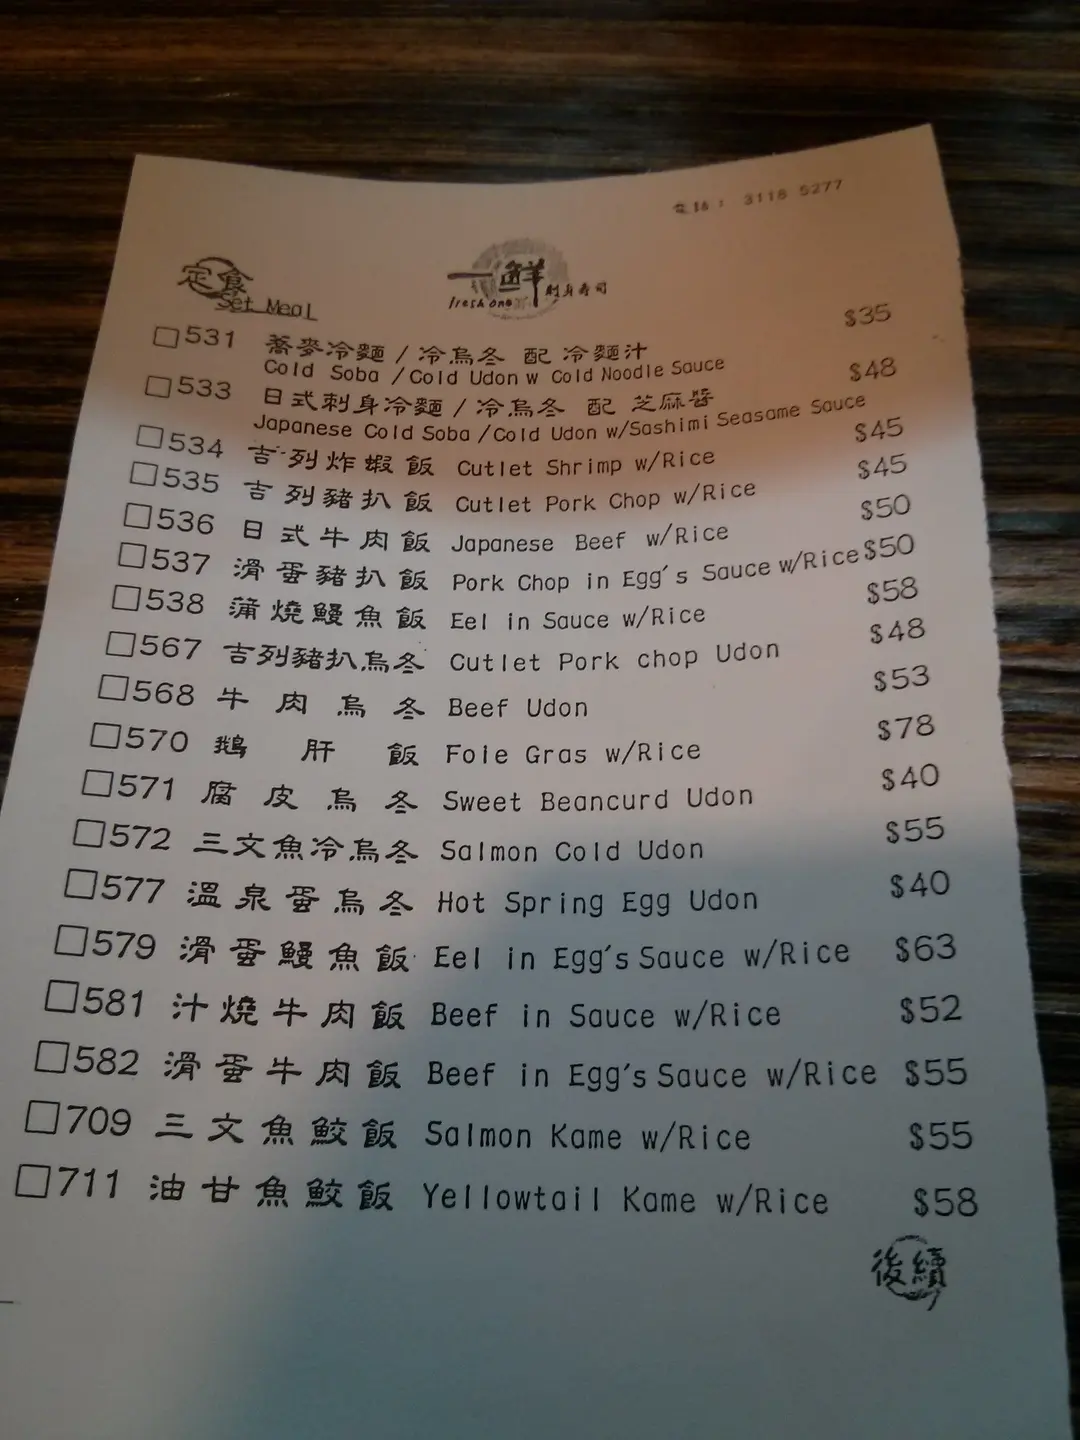 電話: 3118 5277
定食
Set Meal
一鮮 刺身寿司
fresh one
□531 蕎麥冷麵 / 冷烏冬 配 冷麵汁 $35
Cold Soba /Cold Udon w Cold Noodle Sauce
□533 日式刺身冷麵 / 冷烏冬 配 芝麻醬 $48
Japanese Cold Soba /Cold Udon w/Sashimi Seasame Sauce
□534 吉列炸蝦飯 Cutlet Shrimp w/Rice $45
□535 吉列豬扒飯 Cutlet Pork Chop w/Rice $45
□536 日式牛肉飯 Japanese Beef w/Rice $50
□537 滑蛋豬扒飯 Pork Chop in Egg's Sauce w/Rice $50
□538 蒲燒鰻魚飯 Eel in Sauce w/Rice $58
□567 吉列豬扒烏冬 Cutlet Pork chop Udon $48
□568 牛肉烏冬 Beef Udon $53
□570 鵝肝飯 Foie Gras w/Rice $78
□571 腐皮烏冬 Sweet Beancurd Udon $40
□572 三文魚冷烏冬 Salmon Cold Udon $55
□577 溫泉蛋烏冬 Hot Spring Egg Udon $40
□579 滑蛋鰻魚飯 Eel in Egg's Sauce w/Rice $63
□581 汁燒牛肉飯 Beef in Sauce w/Rice $52
□582 滑蛋牛肉飯 Beef in Egg's Sauce w/Rice $55
□709 三文魚鮫飯 Salmon Kame w/Rice $55
□711 油甘魚鮫飯 Yellowtail Kame w/Rice $58
後續